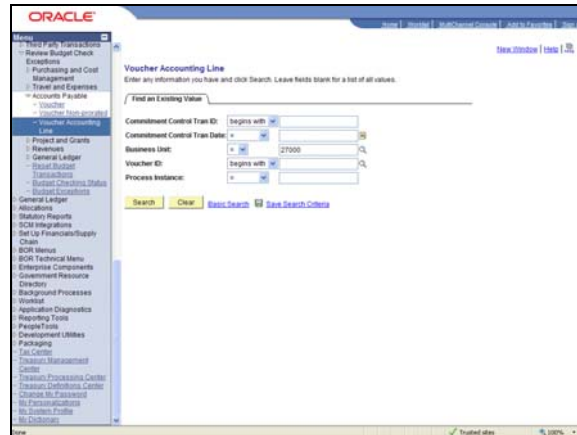 ORACLE
Home | Worklist | MultiChannel Console | Add to Favorites | Sign
Menu
Third Party Transactions
Review Budget Check
Exceptions
Purchasing and Cost
Management
Travel and Expenses
Accounts Payable
Voucher
Voucher Non-prorated
Voucher Accounting
Line
Project and Grants
Revenues
General Ledger
Reset Budget
Transactions
Budget Checking Status
Budget Exceptions
General Ledger
Allocations
Statutory Reports
SCM Integrations
Set Up Financials/Supply
Chain
BOR Menus
BOR Technical Menu
Enterprise Components
Government Resource
Directory
Background Processes
Worklist
Application Diagnostics
Reporting Tools
PeopleTools
Development Utilities
Packaging
Tax Center
Treasury Management
Center
Treasury Processing Center
Treasury Definitions Center
Change My Password
My Personalizations
My System Profile
My Dictionary
New Window | Help
Voucher Accounting Line
Enter any information you have and click Search. Leave fields blank for a list of all values.
Find an Existing Value
Commitment Control Tran ID: begins with
Commitment Control Tran Date: =
Business Unit: = 27000
Voucher ID: begins with
Process Instance: =
Search Clear Basic Search Save Search Criteria
Done Trusted sites 100%